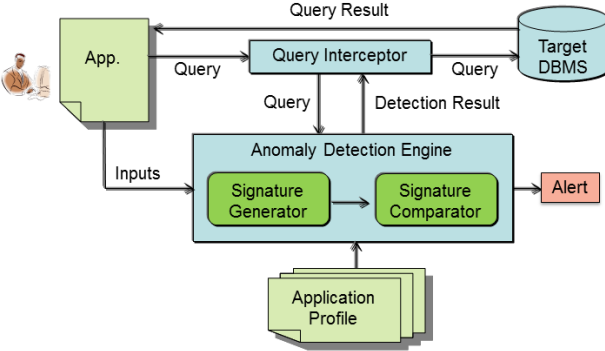 Query Result
App.
Query
Query Interceptor
Query
Target
DBMS
Query
Detection Result
Anomaly Detection Engine
Inputs
Signature
Generator
Signature
Comparator
Alert
Application
Profile